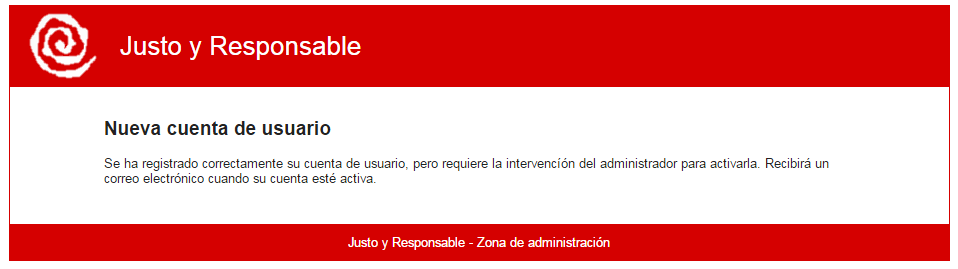 Justo y Responsable
Nueva cuenta de usuario
Se ha registrado correctamente su cuenta de usuario, pero requiere la intervencíón del administrador para activarla. Recibirá un
correo electrónico cuando su cuenta esté activa.
Justo y Responsable - Zona de administración